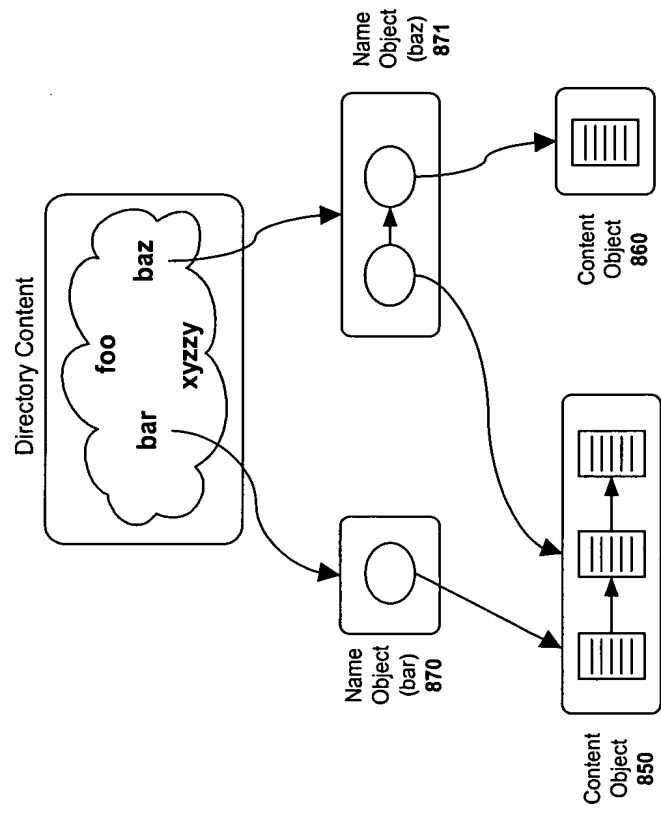 Directory Content
foo
bar
baz
xyzzy
Name
Object
(bar)
870
Name
Object
(baz)
871
Content
Object
850
Content
Object
860